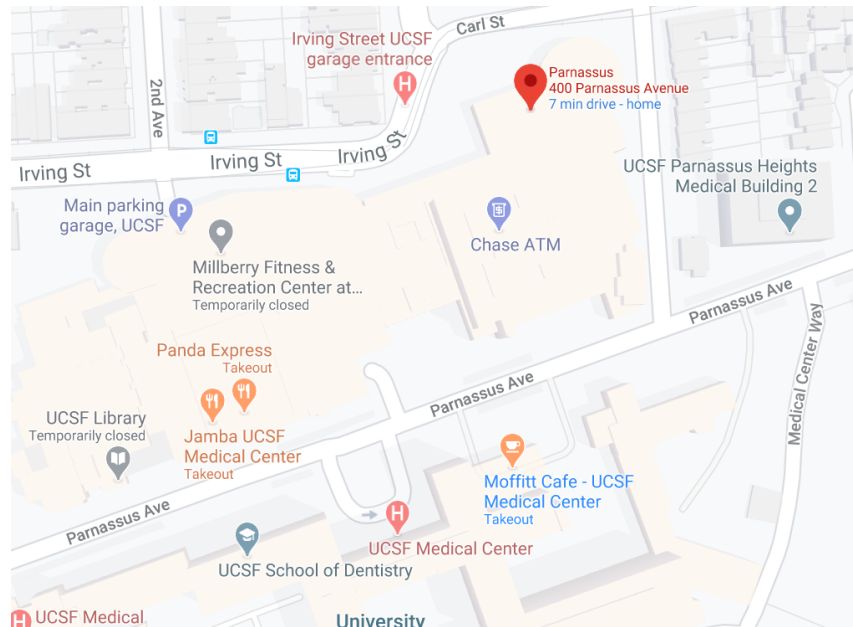 Carl St
Irving Street UCSF
garage entrance
H
Parnassus
400 Parnassus Avenue
7 min drive - home
2nd Ave
Irving St
Irving St
Irving St
UCSF Parnassus Heights
Medical Building 2
Main parking
garage, UCSF
P
Millberry Fitness &
Recreation Center at...
Temporarily closed
$
Chase ATM
Parnassus Ave
Medical Center Way
Panda Express
Takeout
Parnassus Ave
UCSF Library
Temporarily closed
Jamba UCSF
Medical Center
Takeout
Moffitt Cafe - UCSF
Medical Center
Takeout
Parnassus Ave
H
UCSF Medical Center
UCSF School of Dentistry
H
UCSF Medical
University